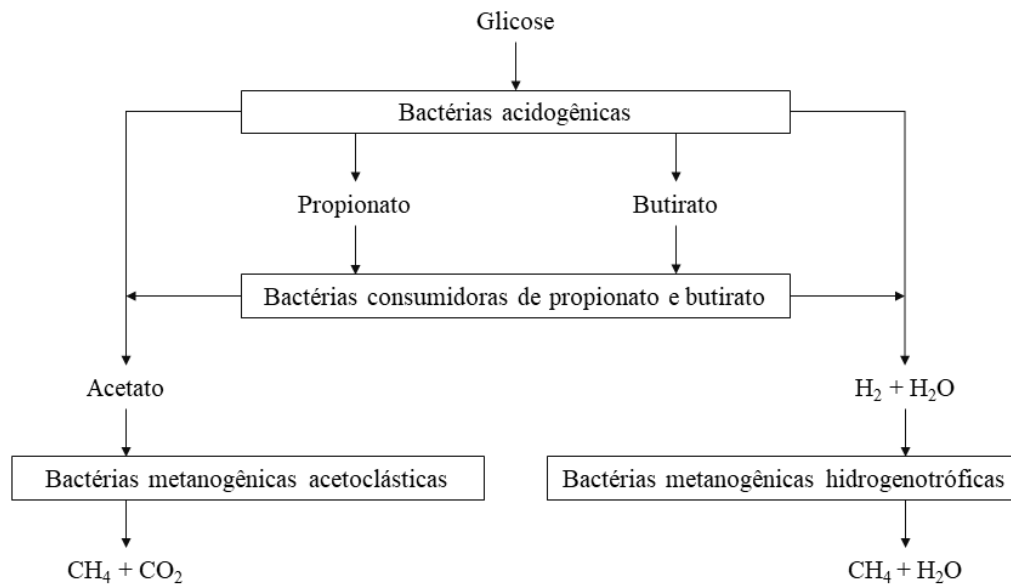 Glicose
Bactérias acidogênicas
Propionato
Butirato
Bactérias consumidoras de propionato e butirato
Acetato
H₂ + H₂O
Bactérias metanogênicas acetoclásticas
Bactérias metanogênicas hidrogenotróficas
CH₄ + CO₂
CH₄ + H₂O